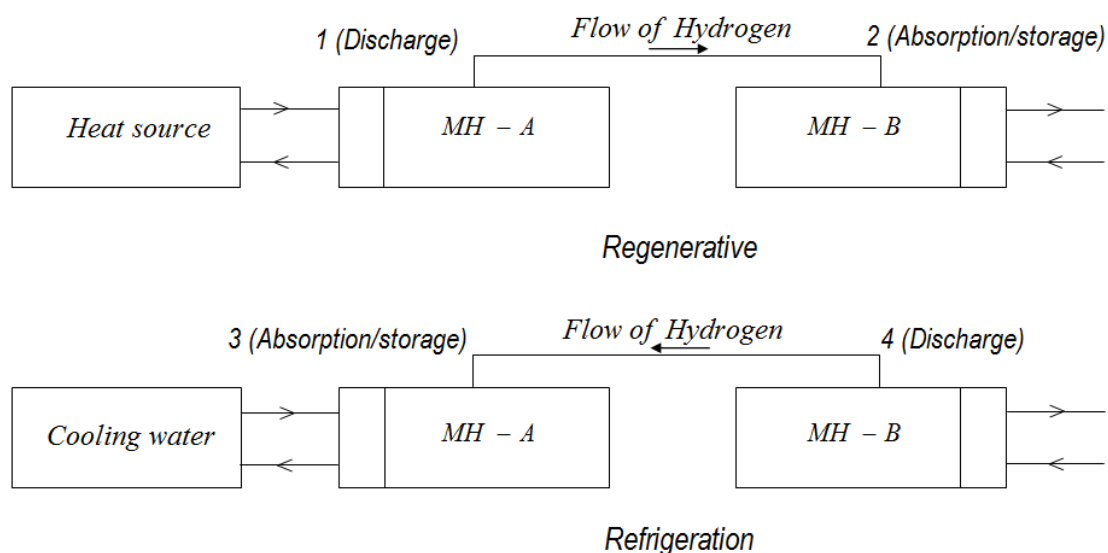 1 (Discharge)
Flow of Hydrogen
2 (Absorption/storage)
Heat source
MH – A
MH – B
Regenerative
3 (Absorption/storage)
Flow of Hydrogen
4 (Discharge)
Cooling water
MH – A
MH – B
Refrigeration